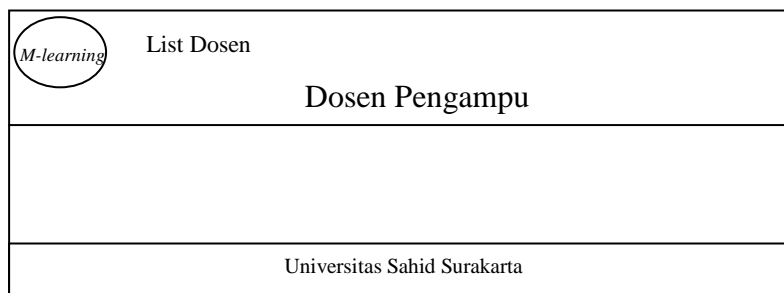 M-learning
List Dosen
Dosen Pengampu
Universitas Sahid Surakarta